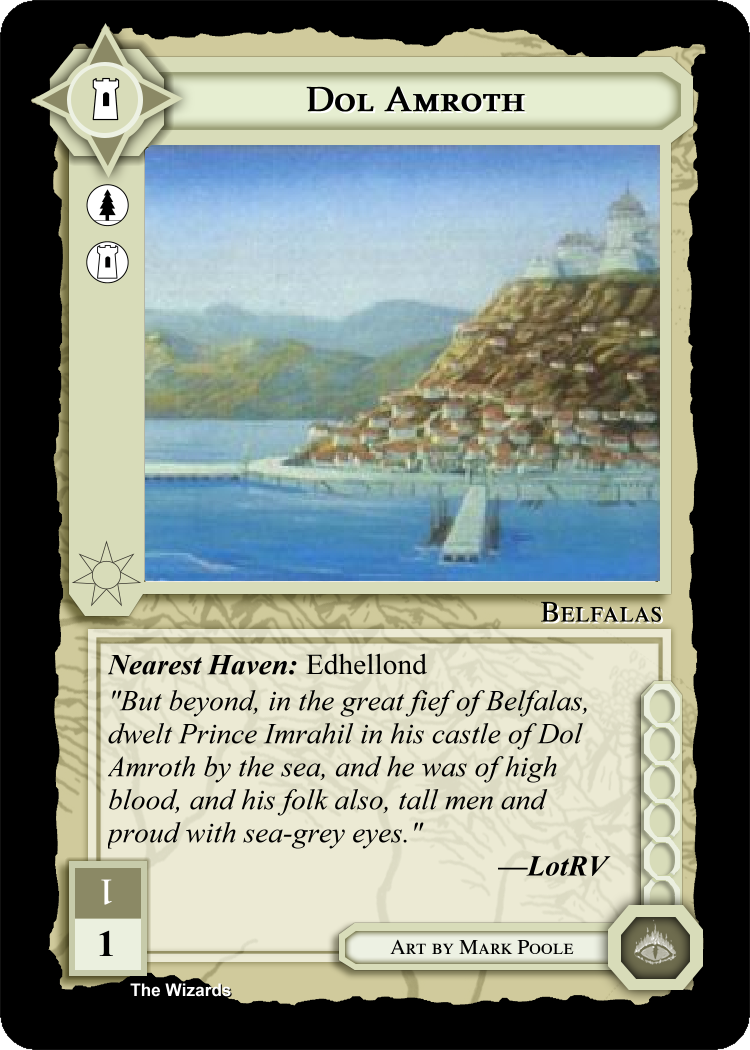 Dol Amroth
Belfalas
Nearest Haven: Edhellond
"But beyond, in the great fief of Belfalas,
dwelt Prince Imrahil in his castle of Dol
Amroth by the sea, and he was of high
blood, and his folk also, tall men and
proud with sea-grey eyes."
—LotRV
1
1
Art by Mark Poole
The Wizards